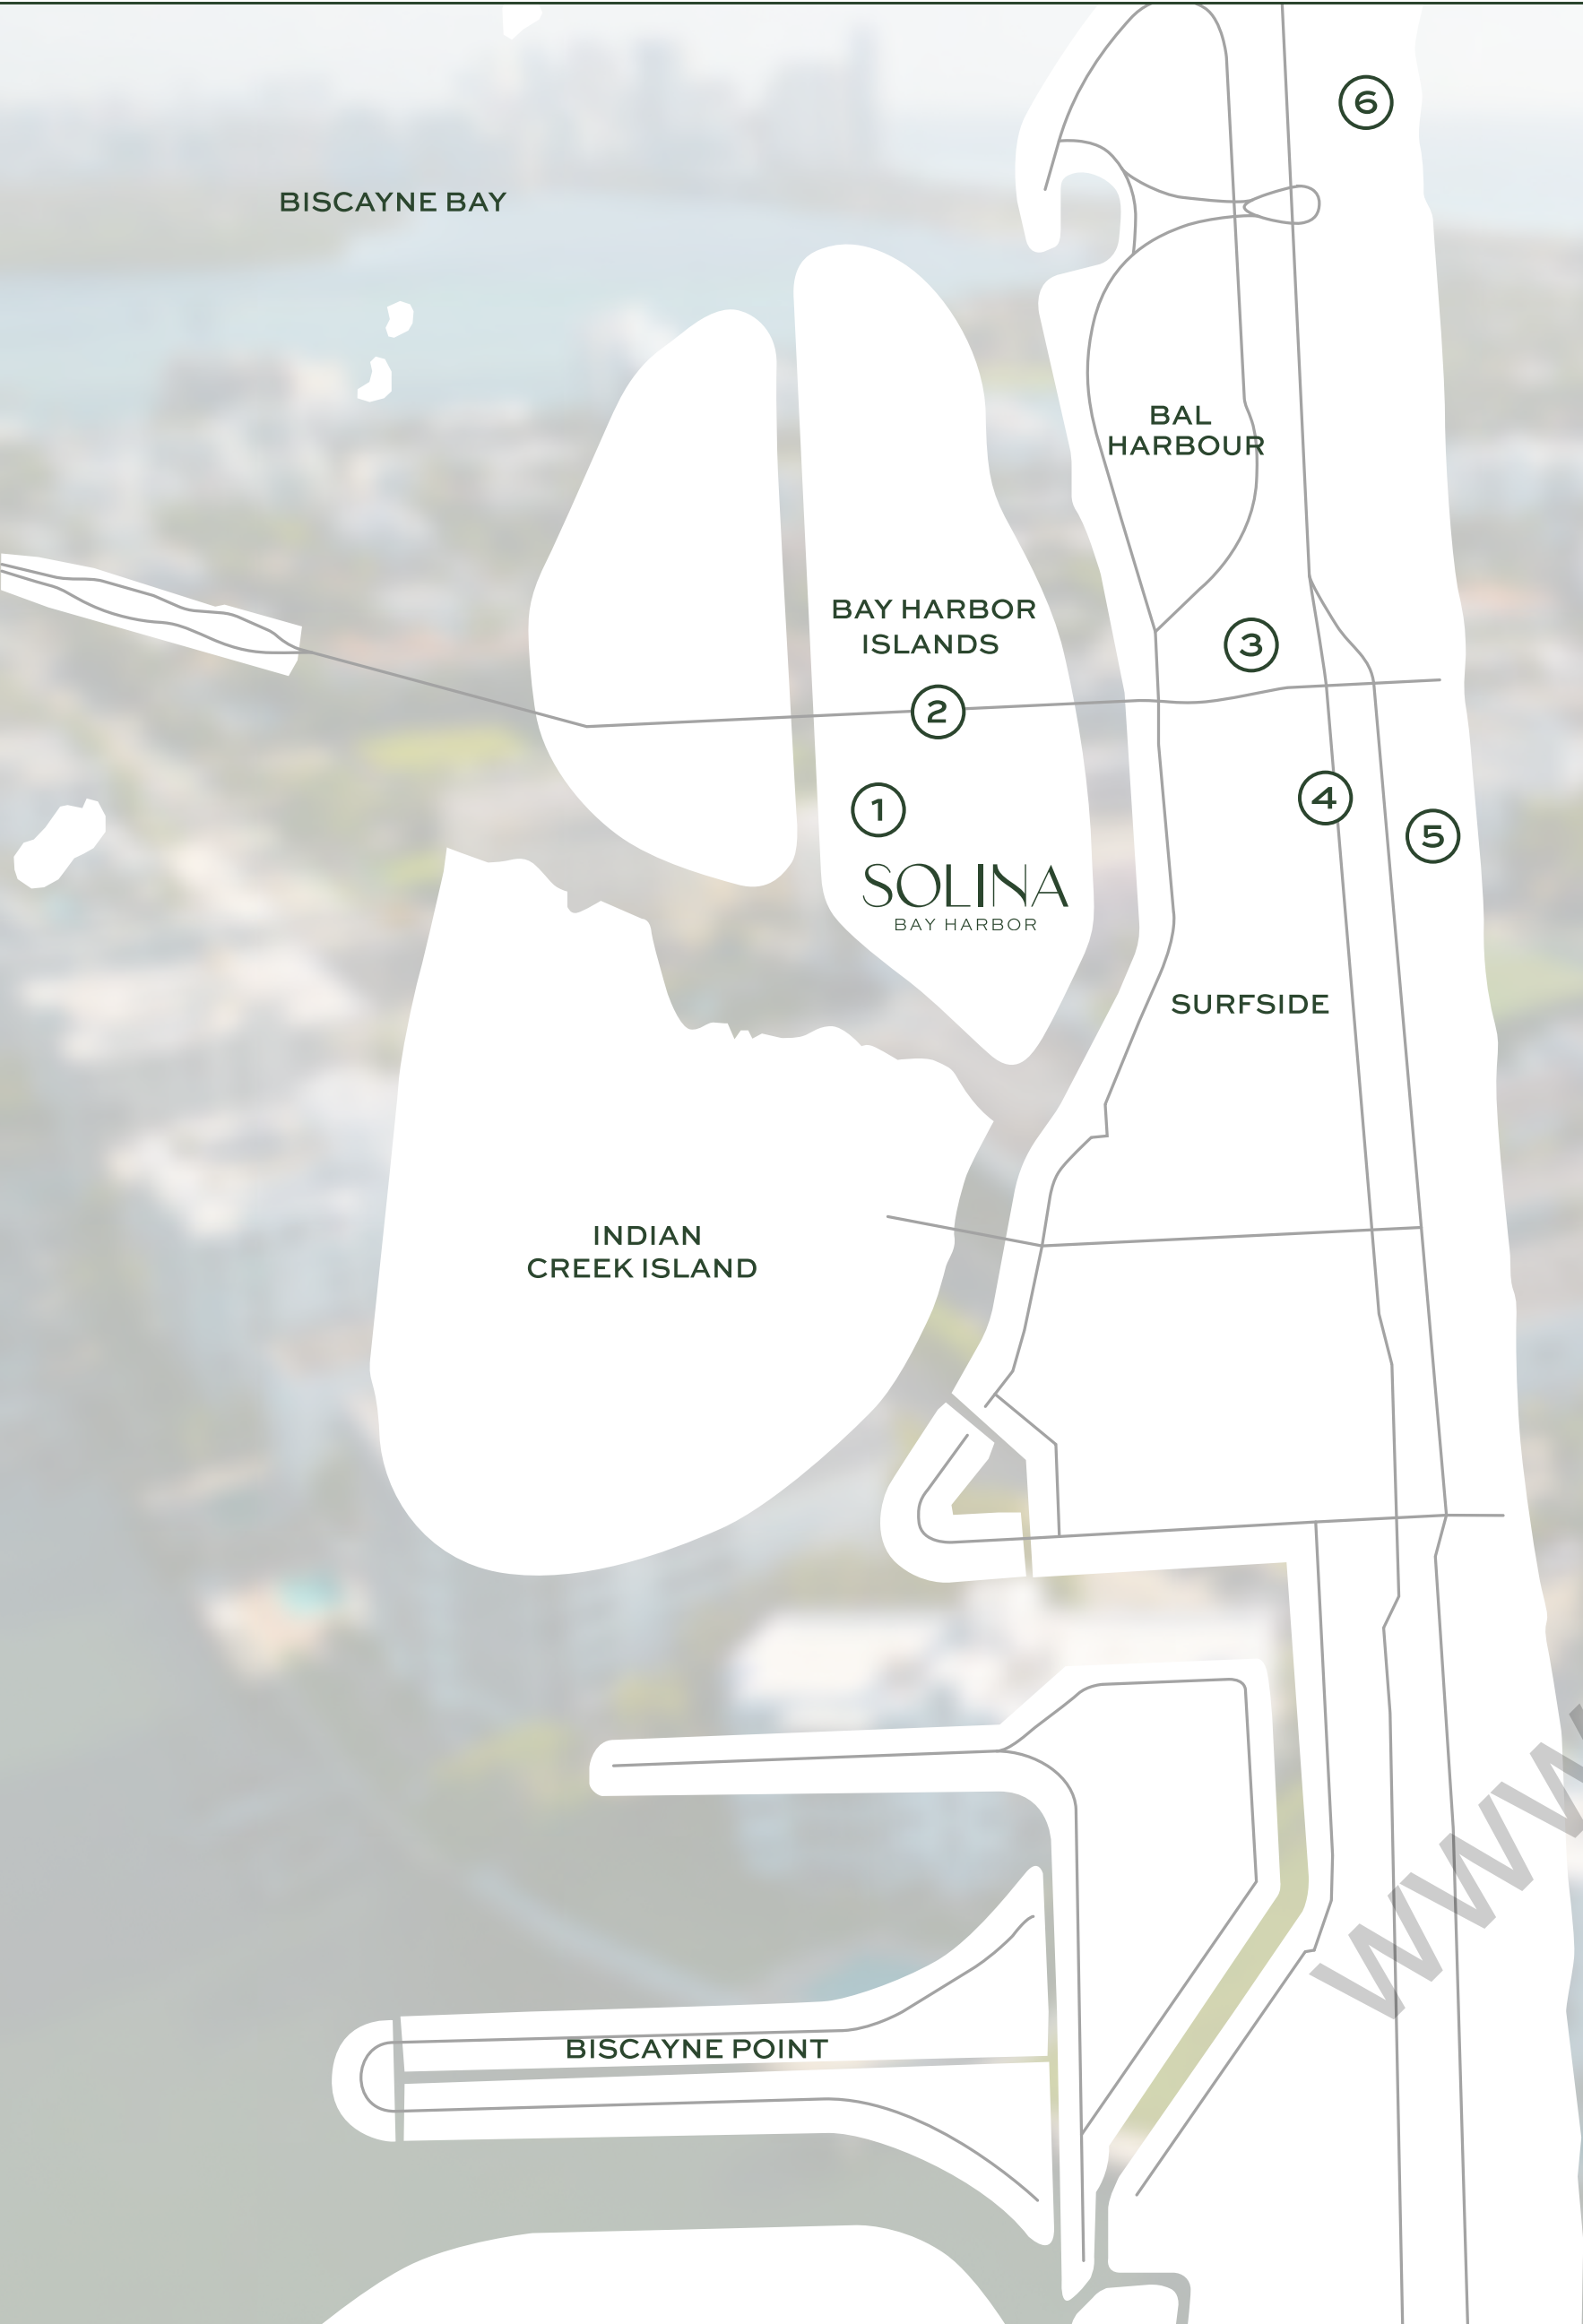 6
BISCAYNE BAY
BAL
HARBOUR
BAY HARBOR
ISLANDS
3
2
4
1
5
SOLINA
BAY HARBOR
SURFSIDE
INDIAN
CREEK ISLAND
www
BISCAYNE POINT